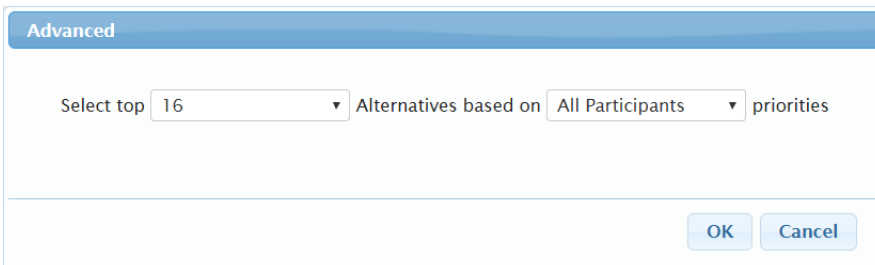 Advanced
Select top 16 Alternatives based on All Participants priorities
OK Cancel